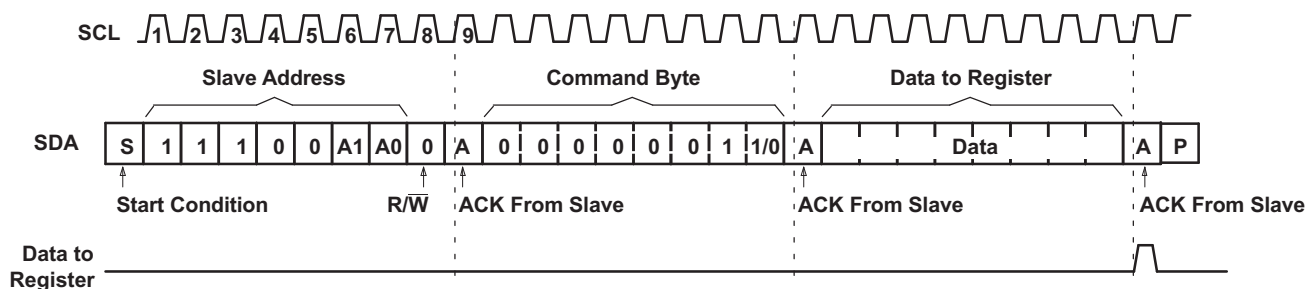 SCL 1 2 3 4 5 6 7 8 9
Slave Address Command Byte Data to Register
SDA S 1 1 1 0 0 A1 A0 0 A 0 0 0 0 0 0 1 1/0 A Data A P
Start Condition R/W̅ ACK From Slave ACK From Slave ACK From Slave
Data to
Register